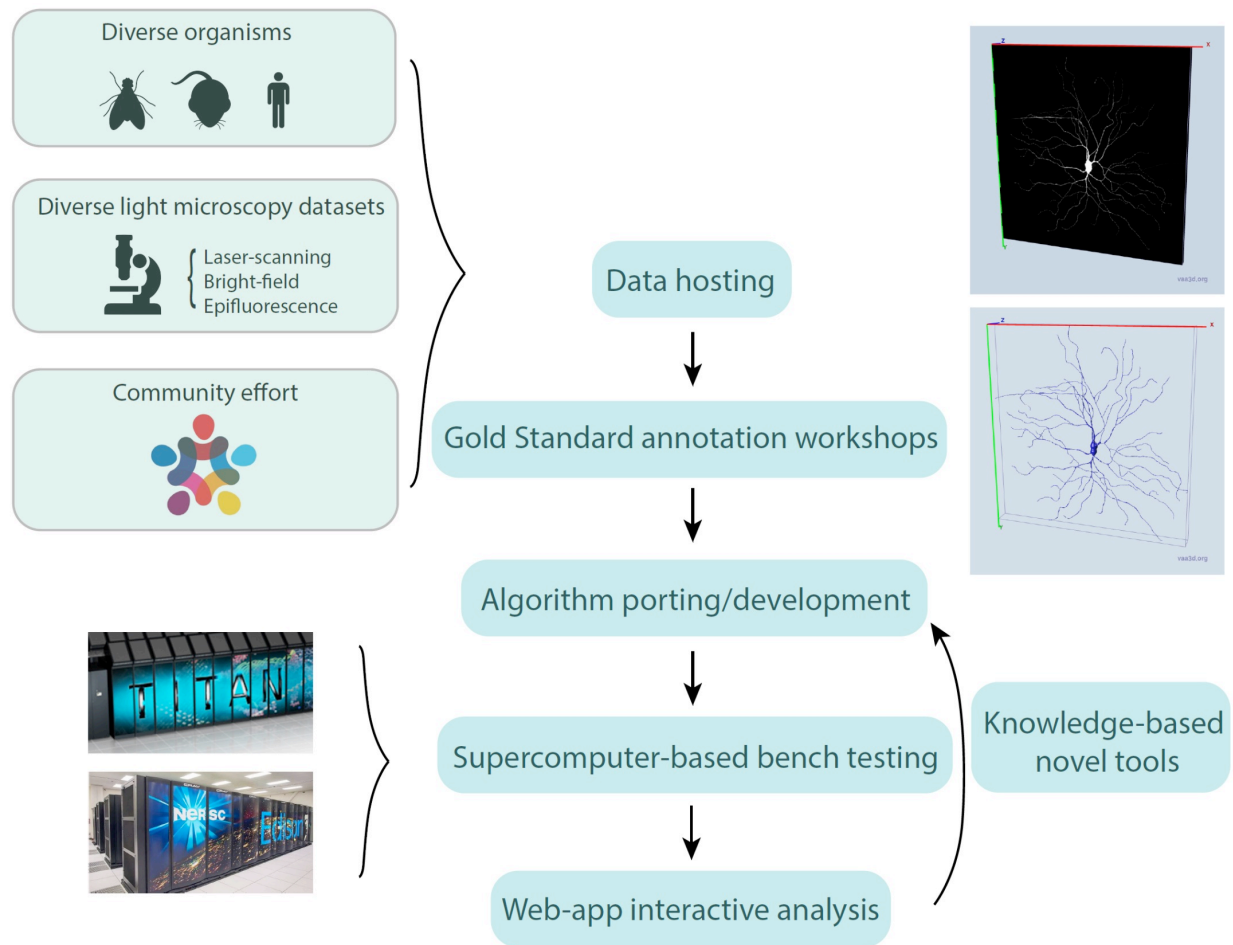 Diverse organisms
Diverse light microscopy datasets
Laser-scanning
Bright-field
Epifluorescence
Community effort
Data hosting
Gold Standard annotation workshops
Algorithm porting/development
Supercomputer-based bench testing
Web-app interactive analysis
Knowledge-based
novel tools
TITAN
NERSC
Edison
Z
X
Y
vaa3d.org
Z
X
Y
vaa3d.org